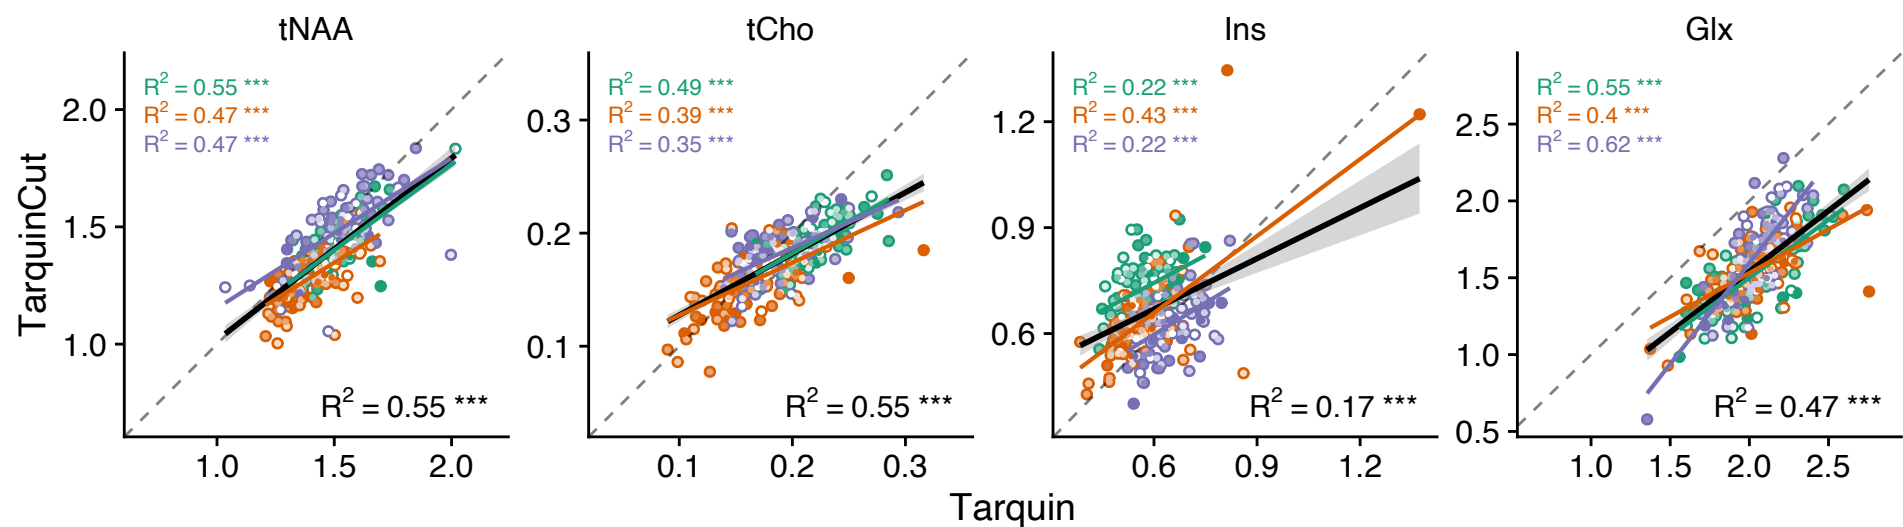 tNAA
tCho
Ins
Glx
TarquinCut
R² = 0.55 ***
R² = 0.47 ***
R² = 0.47 ***
2.0
1.5
1.0
R² = 0.55 ***
1.0 1.5 2.0
R² = 0.49 ***
R² = 0.39 ***
R² = 0.35 ***
0.3
0.2
0.1
R² = 0.55 ***
0.1 0.2 0.3
R² = 0.22 ***
R² = 0.43 ***
R² = 0.22 ***
1.2
0.9
0.6
R² = 0.17 ***
0.6 0.9 1.2
R² = 0.55 ***
R² = 0.4 ***
R² = 0.62 ***
2.5
2.0
1.5
1.0
0.5
R² = 0.47 ***
1.0 1.5 2.0 2.5
Tarquin